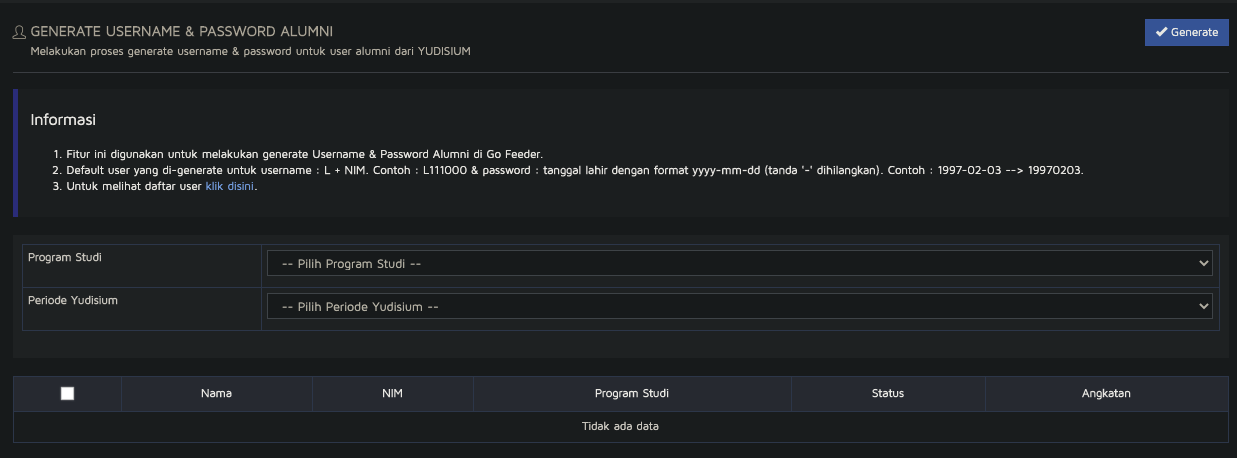 GENERATE USERNAME & PASSWORD ALUMNI
Generate
Melakukan proses generate username & password untuk user alumni dari YUDISIUM
Informasi
1. Fitur ini digunakan untuk melakukan generate Username & Password Alumni di Go Feeder.
2. Default user yang di-generate untuk username : L + NIM. Contoh : L111000 & password : tanggal lahir dengan format yyyy-mm-dd (tanda '-' dihilangkan). Contoh : 1997-02-03 --> 19970203.
3. Untuk melihat daftar user klik disini.
Program Studi
-- Pilih Program Studi --
Periode Yudisium
-- Pilih Periode Yudisium --
Nama NIM Program Studi Status Angkatan
Tidak ada data